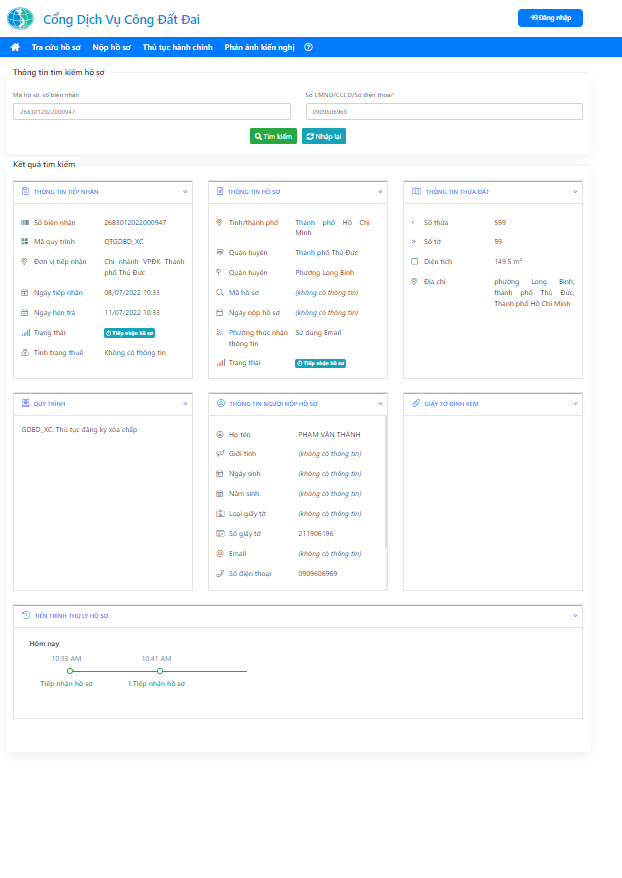 Cổng Dịch Vụ Công Đất Đai
Đăng nhập
Tra cứu hồ sơ Nộp hồ sơ Thủ tục hành chính Phản ánh kiến nghị
Thông tin tìm kiếm hồ sơ
Mã hồ sơ, số biên nhận
Số CMND/CCCD/Số điện thoại*
2683012022000947
0909606969
Tìm kiếm Nhập lại
Kết quả tìm kiếm
THÔNG TIN TIẾP NHẬN
Số biên nhận 2683012022000947
Mã quy trình QTGDBD_XC
Đơn vị tiếp nhận Chi nhánh VPĐK Thành
phố Thủ Đức
Ngày tiếp nhận 08/07/2022 10:33
Ngày hẹn trả 11/07/2022 10:33
Trạng thái Tiếp nhận hồ sơ
Tình trạng thuế Không có thông tin
THÔNG TIN HỒ SƠ
Tỉnh/thành phố Thành phố Hồ Chí
Minh
Quận huyện Thành phố Thủ Đức
Quận huyện Phường Long Bình
Mã hồ sơ (không có thông tin)
Ngày nộp hồ sơ (không có thông tin)
Phương thức nhận Sử dụng Email
thông tin
Trạng thái Tiếp nhận hồ sơ
THÔNG TIN THỬA ĐẤT
Số thửa 599
Số tờ 59
Diện tích 149.5 m²
Địa chỉ phường Long Bình,
thành phố Thủ Đức,
Thành phố Hồ Chí Minh
QUY TRÌNH
GDBD_XC. Thủ tục đăng ký xóa chấp
THÔNG TIN NGƯỜI NỘP HỒ SƠ
Họ tên PHẠM VĂN THÀNH
Giới tính (không có thông tin)
Ngày sinh (không có thông tin)
Năm sinh (không có thông tin)
Loại giấy tờ (không có thông tin)
Số giấy tờ 211906196
Email (không có thông tin)
Số điện thoại 0909606969
GIẤY TỜ ĐÍNH KÈM
TIẾN TRÌNH THỤ LÝ HỒ SƠ
Hôm nay
10:33 AM 10:41 AM
Tiếp nhận hồ sơ 1.Tiếp nhận hồ sơ